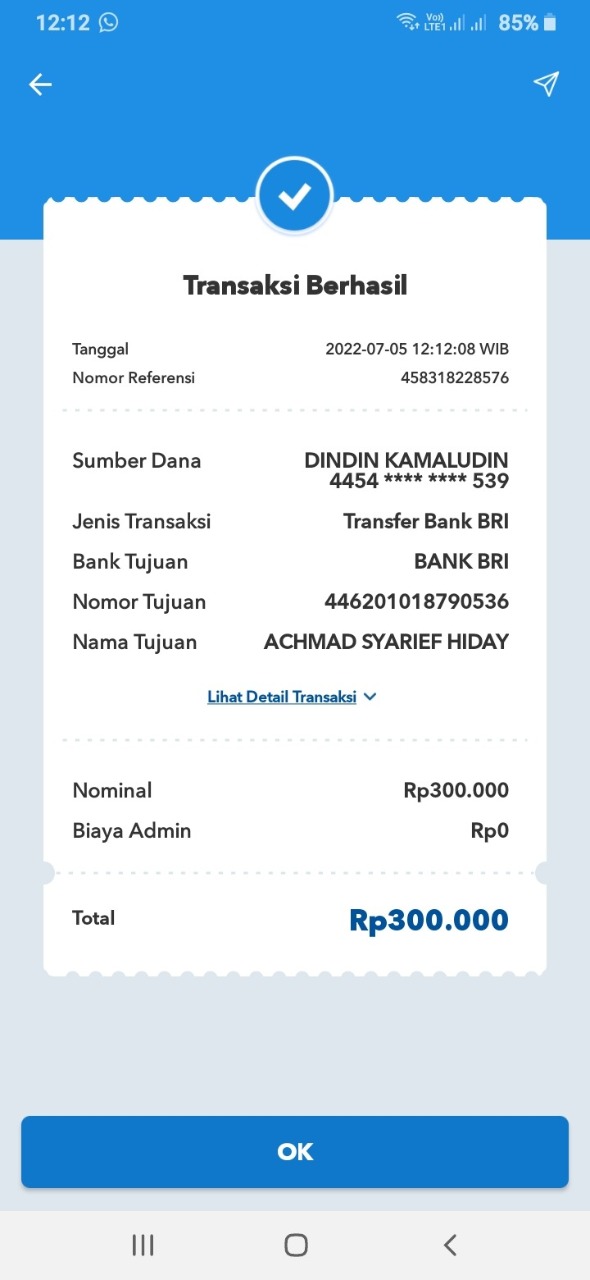 12:12
Vo)) LTE1 85%
Transaksi Berhasil
Tanggal 2022-07-05 12:12:08 WIB
Nomor Referensi 458318228576
Sumber Dana DINDIN KAMALUDIN
4454 **** **** 539
Jenis Transaksi Transfer Bank BRI
Bank Tujuan BANK BRI
Nomor Tujuan 446201018790536
Nama Tujuan ACHMAD SYARIEF HIDAY
Lihat Detail Transaksi
Nominal Rp300.000
Biaya Admin Rp0
Total Rp300.000
OK